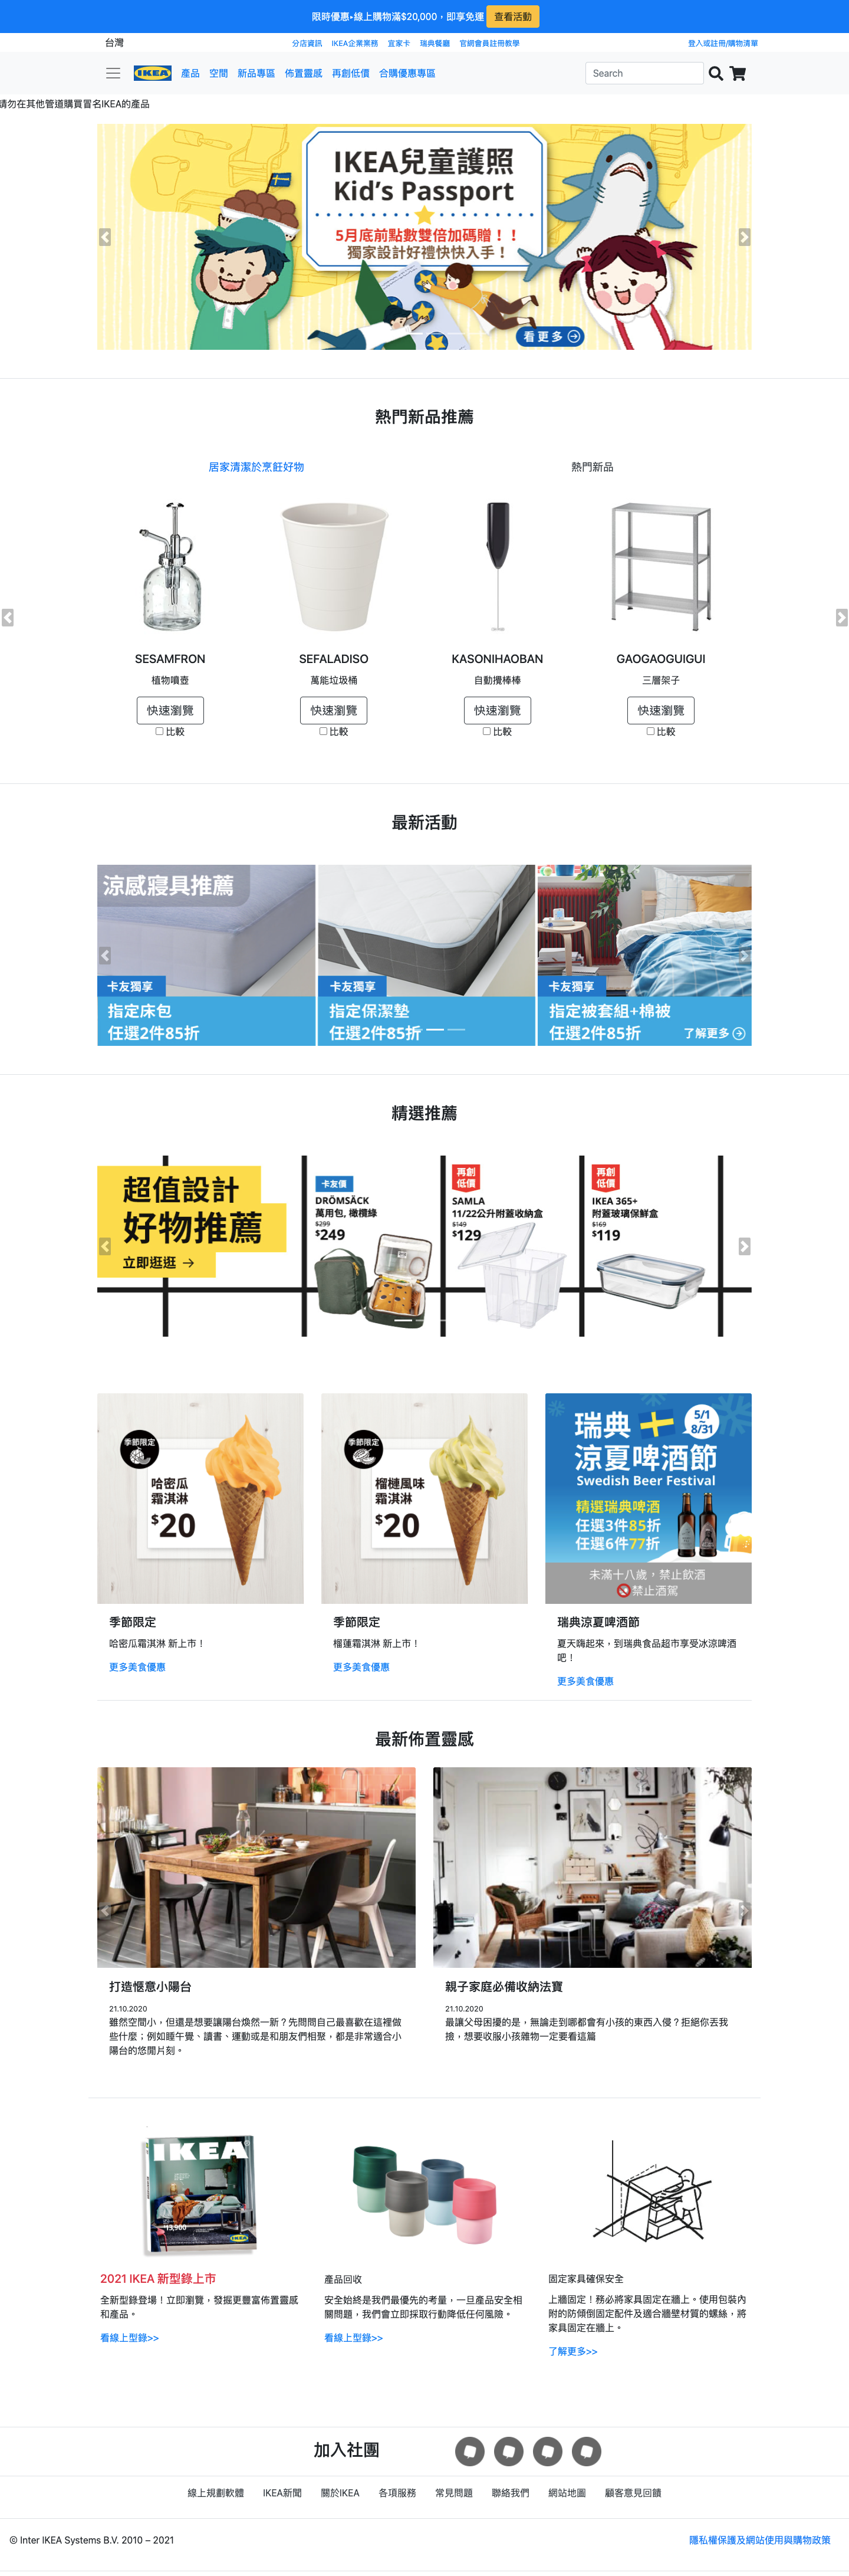 限時優惠▸線上購物滿$20,000，即享免運 查看活動
台灣 分店資訊 IKEA企業業務 宜家卡 瑞典餐廳 官網會員註冊教學 登入或註冊/購物清單
IKEA 產品 空間 新品專區 佈置靈感 再創低價 合購優惠專區 Search
請勿在其他管道購買冒名IKEA的產品
IKEA兒童護照
Kid's Passport
5月底前點數雙倍加碼贈！！
獨家設計好禮快快入手！
看更多
熱門新品推薦
居家清潔於烹飪好物 熱門新品
SESAMFRON SEFALADISO KASONIHAOBAN GAOGAOGUIGUI
植物噴壺 萬能垃圾桶 自動攪棒棒 三層架子
快速瀏覽 快速瀏覽 快速瀏覽 快速瀏覽
比較 比較 比較 比較
最新活動
涼感寢具推薦
卡友獨享 卡友獨享 卡友獨享
指定床包 指定保潔墊 指定被套組+棉被
任選2件85折 任選2件85折 任選2件85折 了解更多
精選推薦
超值設計
好物推薦
立即逛逛 →
卡友價
DRÖMSÄCK
萬用包, 橄欖綠
$299
$249
再創
低價
SAMLA
11/22公升附蓋收納盒
$149
$129
再創
低價
IKEA 365+
附蓋玻璃保鮮盒
$169
$119
季節限定
哈密瓜
霜淇淋
$20
季節限定
榴槤風味
霜淇淋
$20
瑞典
5/1
~
8/31
涼夏啤酒節
Swedish Beer Festival
精選瑞典啤酒
任選3件85折
任選6件77折
未滿十八歲，禁止飲酒
禁止酒駕
季節限定
哈密瓜霜淇淋 新上市！
更多美食優惠
季節限定
榴蓮霜淇淋 新上市！
更多美食優惠
瑞典涼夏啤酒節
夏天嗨起來，到瑞典食品超市享受冰涼啤酒
吧！
更多美食優惠
最新佈置靈感
打造愜意小陽台
21.10.2020
雖然空間小，但還是想要讓陽台煥然一新？先問問自己最喜歡在這裡做
些什麼；例如睡午覺、讀書、運動或是和朋友們相聚，都是非常適合小
陽台的悠閒片刻。
親子家庭必備收納法寶
21.10.2020
最讓父母困擾的是，無論走到哪都會有小孩的東西入侵？拒絕你丟我
撿，想要收服小孩雜物一定要看這篇
IKEA
2021 IKEA 新型錄上市
全新型錄登場！立即瀏覽，發掘更豐富佈置靈感
和產品。
看線上型錄>>
產品回收
安全始終是我們最優先的考量，一旦產品安全相
關問題，我們會立即採取行動降低任何風險。
看線上型錄>>
固定家具確保安全
上牆固定！務必將家具固定在牆上。使用包裝內
附的防傾倒固定配件及適合牆壁材質的螺絲，將
家具固定在牆上。
了解更多>>
加入社團
線上規劃軟體 IKEA新聞 關於IKEA 各項服務 常見問題 聯絡我們 網站地圖 顧客意見回饋
© Inter IKEA Systems B.V. 2010 – 2021 隱私權保護及網站使用與購物政策